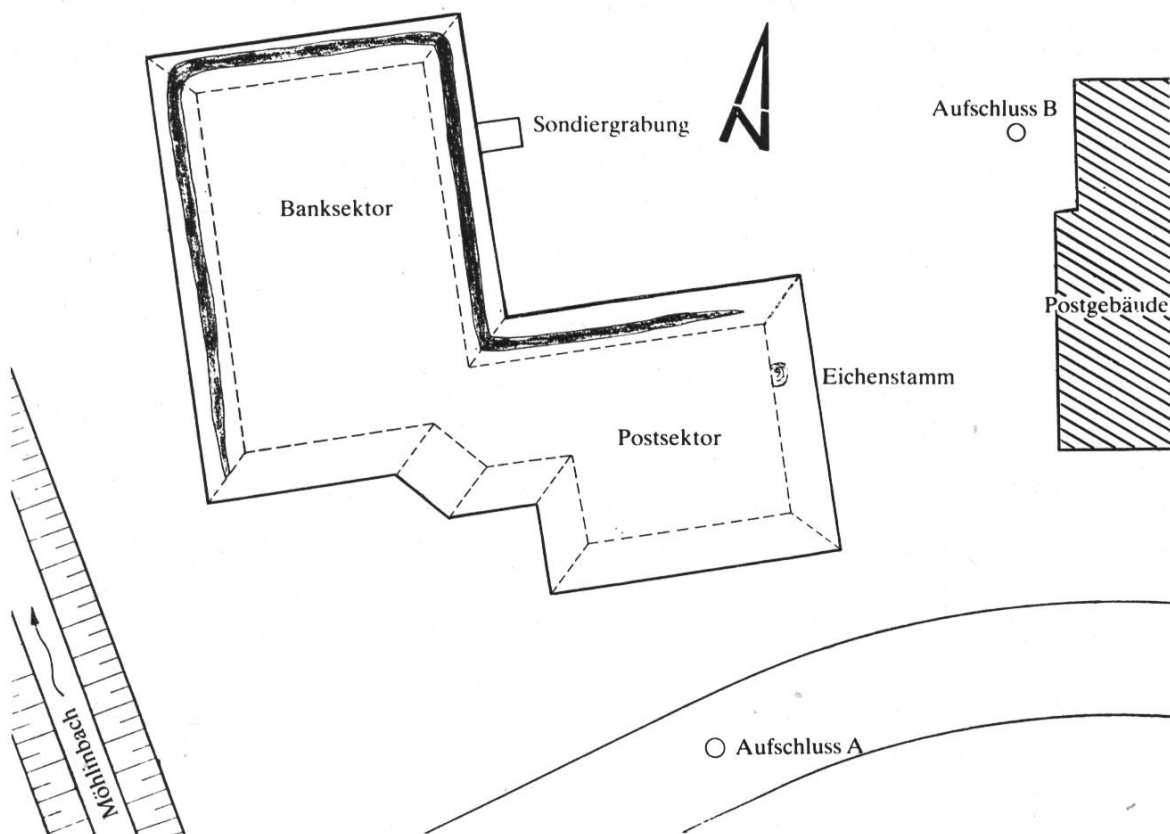 Aufschluss B
Sondiergrabung
Banksektor
Postgebäude
Eichenstamm
Postsektor
Möhlinbach
Aufschluss A